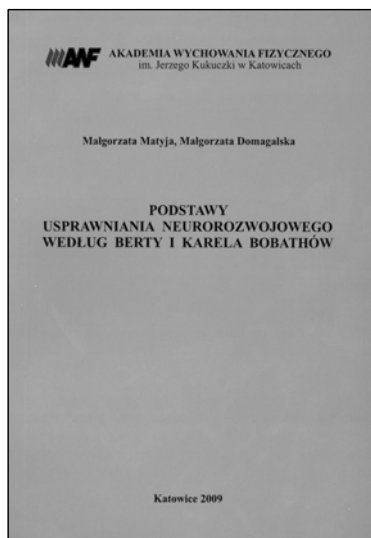 AWF AKADEMIA WYCHOWANIA FIZYCZNEGO
im. Jerzego Kukuczki w Katowicach
Małgorzata Matyja, Małgorzata Domagalska
PODSTAWY
USPRAWNIANIA NEUROROZWOJOWEGO
WEDŁUG BERTY I KARELA BOBATHÓW
Katowice 2009